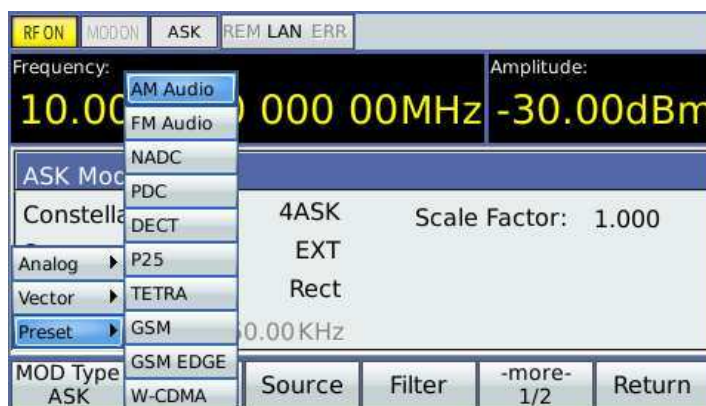 RF ON MOD ON ASK REM LAN ERR
Frequency: Amplitude:
10.00 000 00MHz -30.00dBm
AM Audio
FM Audio
NADC
PDC
DECT
P25
TETRA
GSM
GSM EDGE
W-CDMA
ASK Mod
Constella 4ASK Scale Factor: 1.000
EXT
Rect
0.00KHz
Analog
Vector
Preset
MOD Type Source Filter -more- Return
ASK 1/2